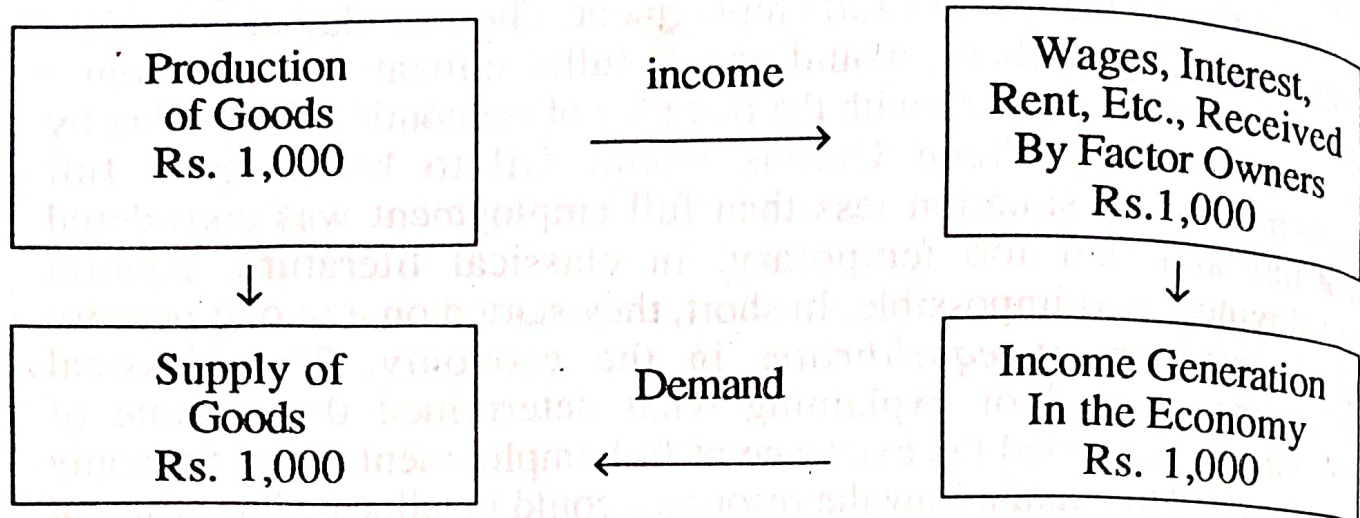 Production
of Goods
Rs. 1,000
income
Wages, Interest,
Rent, Etc., Received
By Factor Owners
Rs.1,000
Supply of
Goods
Rs. 1,000
Demand
Income Generation
In the Economy
Rs. 1,000